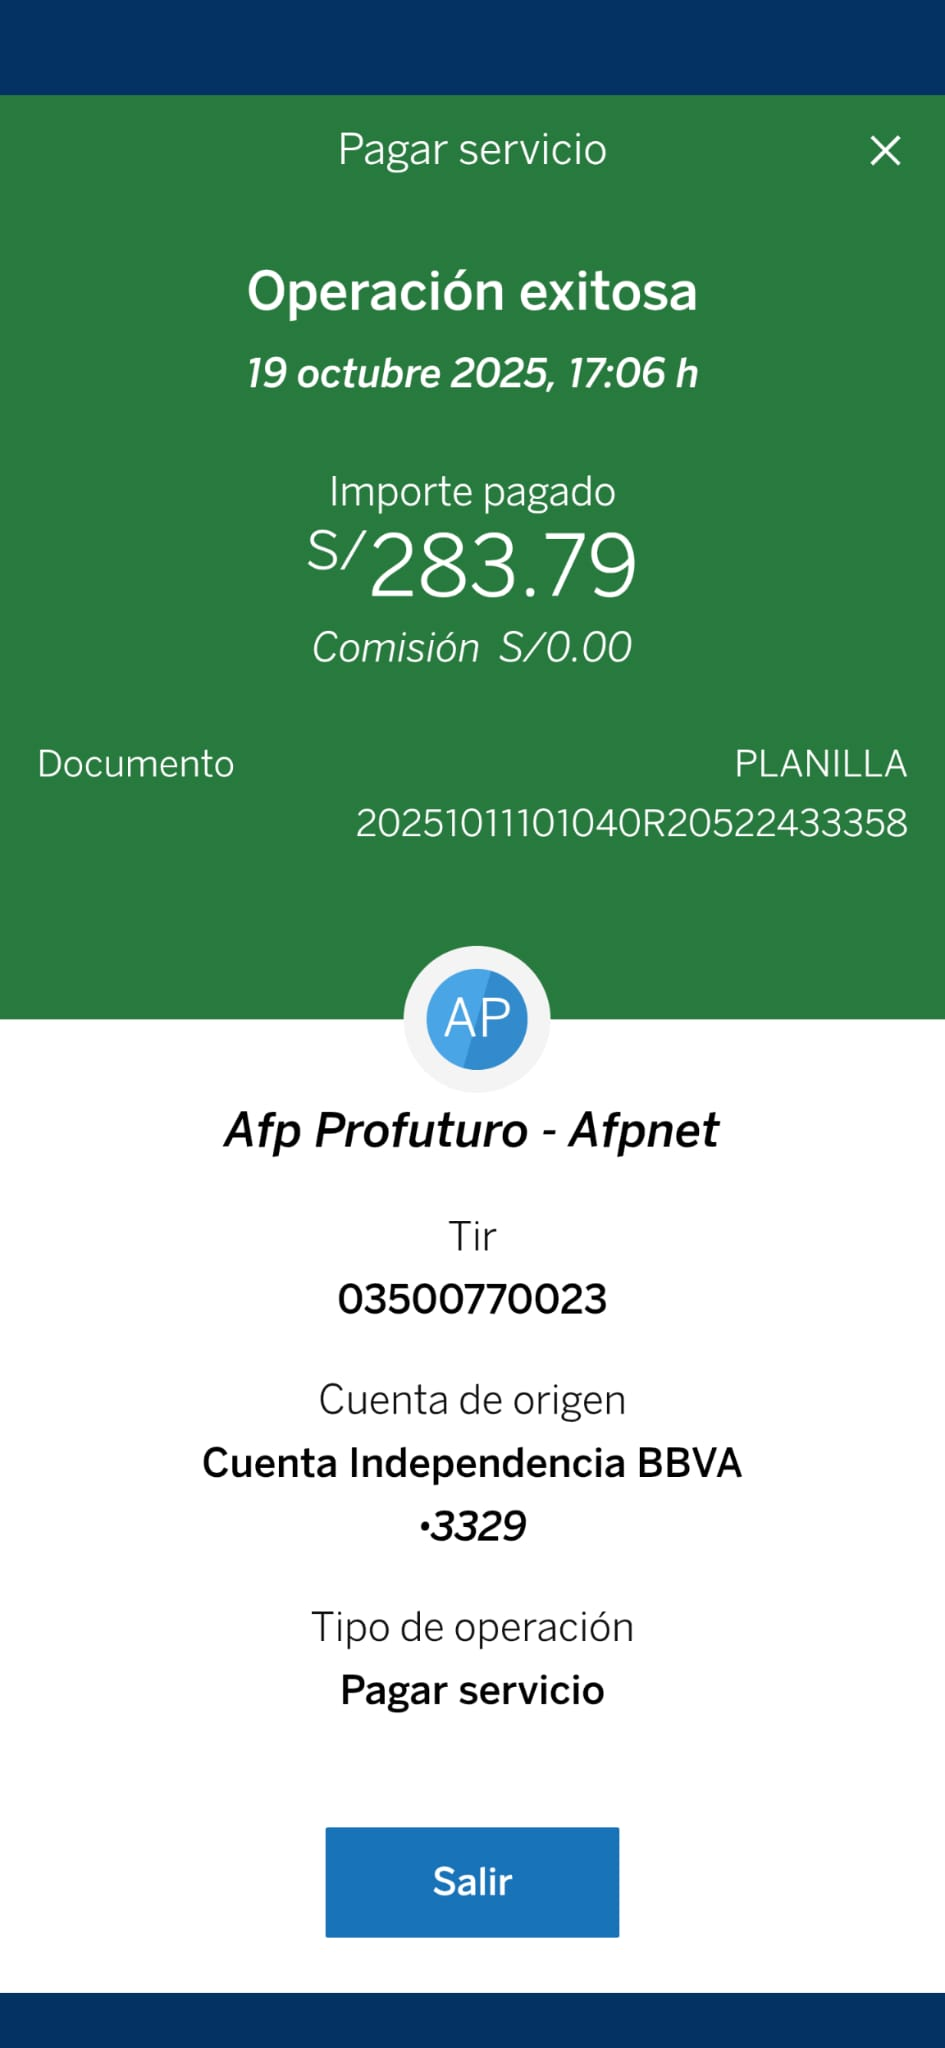 Pagar servicio
Operación exitosa
19 octubre 2025, 17:06 h
Importe pagado
S/283.79
Comisión S/0.00
Documento PLANILLA
20251011101040R20522433358
AP
Afp Profuturo - Afpnet
Tir
03500770023
Cuenta de origen
Cuenta Independencia BBVA
•3329
Tipo de operación
Pagar servicio
Salir